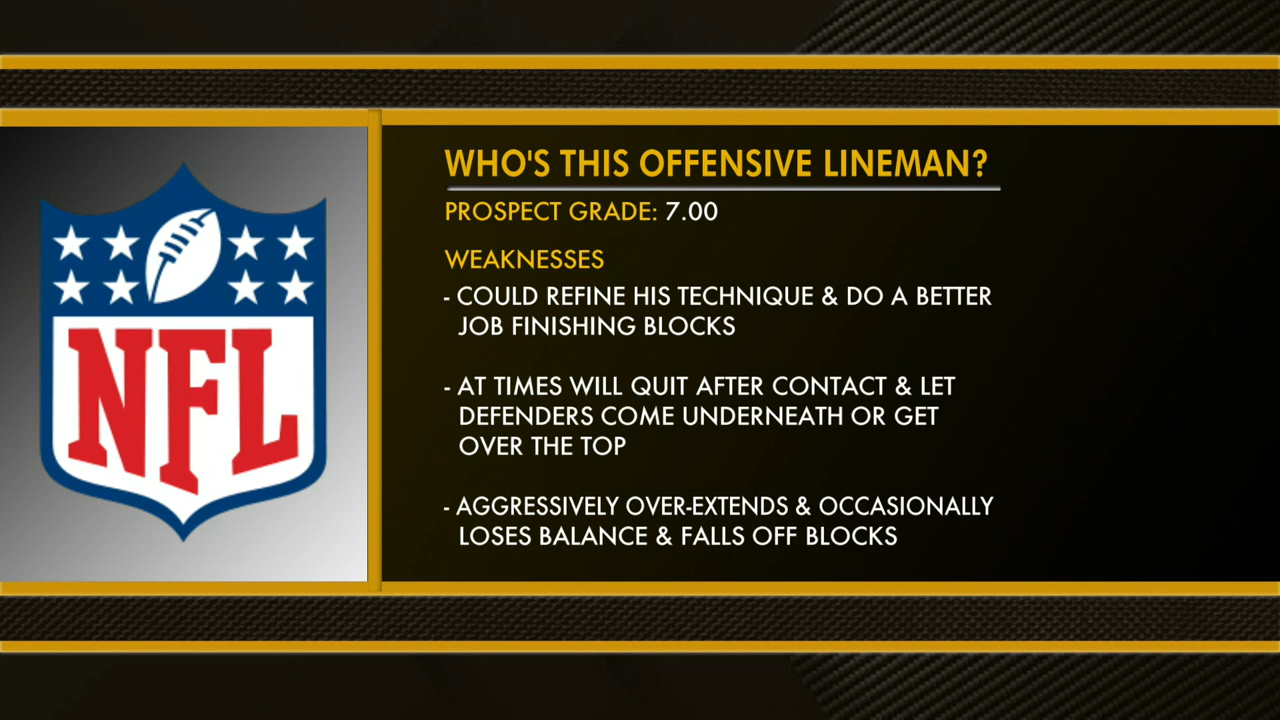 WHO'S THIS OFFENSIVE LINEMAN?
PROSPECT GRADE: 7.00
WEAKNESSES
- COULD REFINE HIS TECHNIQUE & DO A BETTER
JOB FINISHING BLOCKS
- AT TIMES WILL QUIT AFTER CONTACT & LET
DEFENDERS COME UNDERNEATH OR GET
OVER THE TOP
- AGGRESSIVELY OVER-EXTENDS & OCCASIONALLY
LOSES BALANCE & FALLS OFF BLOCKS
NFL